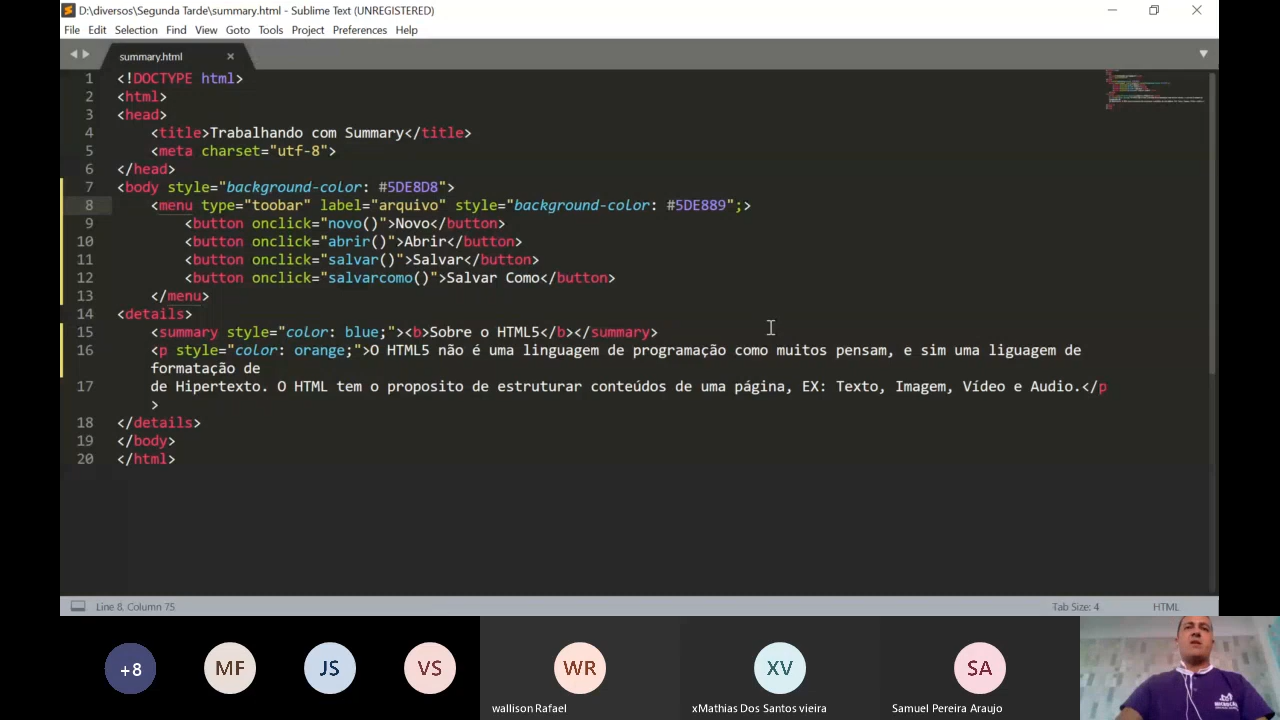 D:\diversos\Segunda Tarde\summary.html - Sublime Text (UNREGISTERED)
File Edit Selection Find View Goto Tools Project Preferences Help
summary.html
1 <!DOCTYPE html>
2 <html>
3 <head>
4 <title>Trabalhando com Summary</title>
5 <meta charset="utf-8">
6 </head>
7 <body style="background-color: #5DE8D8">
8 <menu type="toobar" label="arquivo" style="background-color: #5DE889";>
9 <button onclick="novo()">Novo</button>
10 <button onclick="abrir()">Abrir</button>
11 <button onclick="salvar()">Salvar</button>
12 <button onclick="salvarcomo()">Salvar Como</button>
13 </menu>
14 <details>
15 <summary style="color: blue;"><b>Sobre o HTML5</b></summary>
16 <p style="color: orange;">O HTML5 não é uma linguagem de programação como muitos pensam, e sim uma liguagem de
formatação de
17 de Hipertexto. O HTML tem o proposito de estruturar conteúdos de uma página, EX: Texto, Imagem, Vídeo e Audio.</p
>
18 </details>
19 </body>
20 </html>
Line 8, Column 75
Tab Size: 4
HTML
+8
MF
JS
VS
WR
XV
SA
wallison Rafael
xMathias Dos Santos vieira
Samuel Pereira Araujo